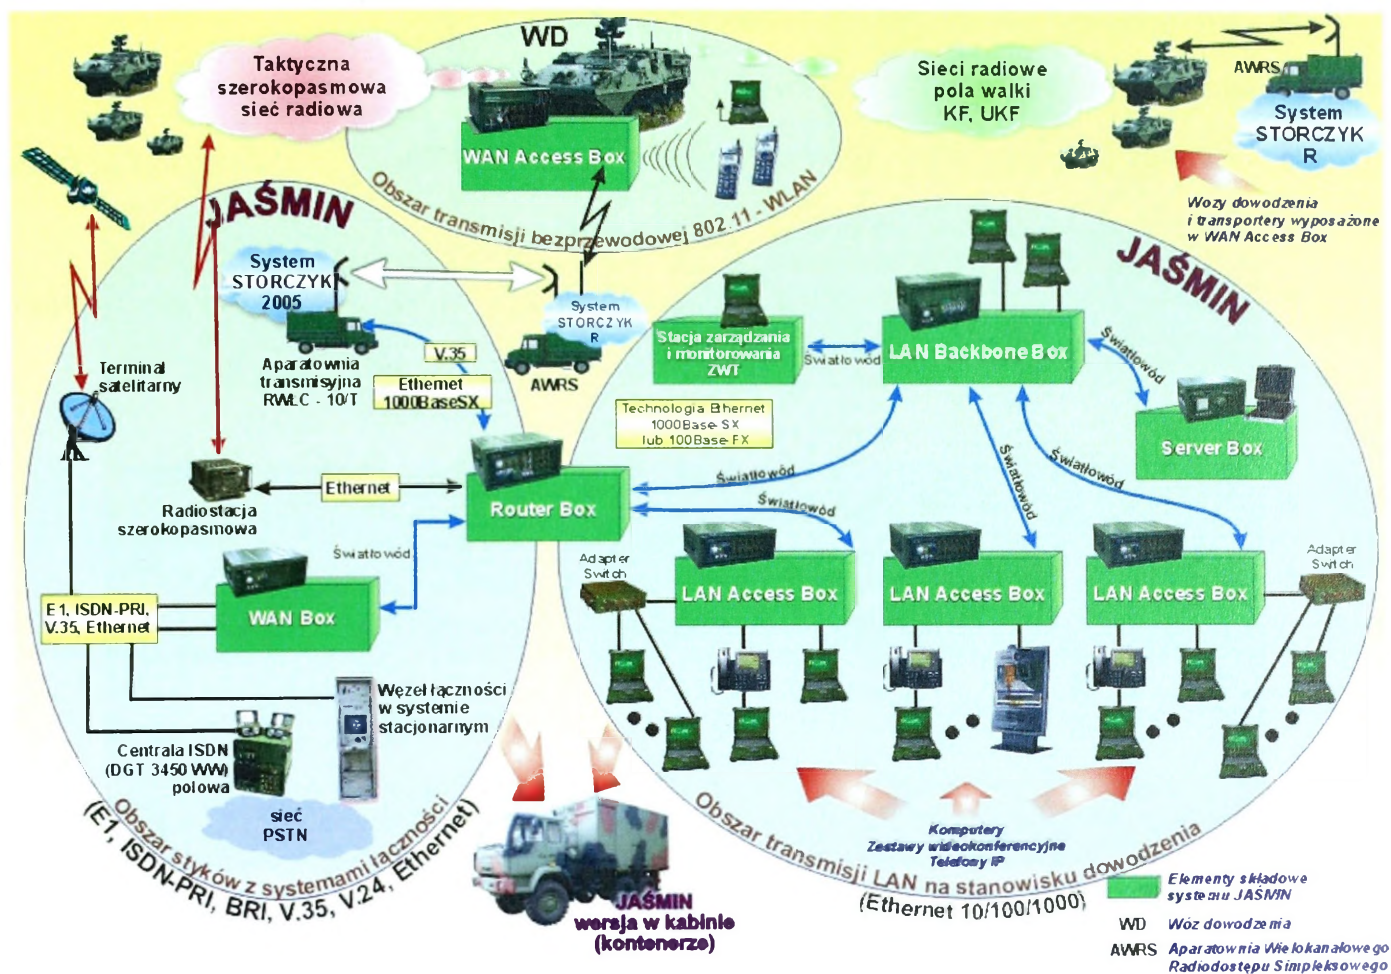 WD
Taktyczna
szerokopasmowa
sieć radiowa
WAN Access Box
Obszar transmisji bezprzewodowej 802.11 - WLAN
Sieci radiowe
pola walki
KF, UKF
AWRS
System
STORCZYK
R
Wozy dowodzenia
i transportery wyposażone
w WAN Access Box
JAŚMIN
System
STORCZYK
2005
Aparatownia
transmisyjna
RWŁC - 10/T
V.35
Ethernet
1000BaseSX
System
STORCZYK
R
AWRS
Terminal
satelitarny
Radiostacja
szerokopasmowa
Ethernet
Router Box
Światłowód
WAN Box
E1, ISDN-PRI,
V.35, Ethernet
Węzeł łączności
w systemie
stacjonarnym
Centrala ISDN
(DGT 3450 WW)
polowa
sieć
PSTN
Obszar styków z systemami łączności
(E1, ISDN-PRI, BRI, V.35, V.24, Ethernet)
JAŚMIN
Stacja zarządzania
i monitorowania
ZWT
Światłowód
LAN Backbone Box
Światłowód
Server Box
Technologia Ethernet
1000Base-SX
lub 100Base-FX
Światłowód
Światłowód
Światłowód
Światłowód
Adapter
Switch
LAN Access Box
LAN Access Box
LAN Access Box
Adapter
Switch
Komputery
Zestawy wideokonferencyjne
Telefony IP
Obszar transmisji LAN na stanowisku dowodzenia
(Ethernet 10/100/1000)
JAŚMIN
wersja w kabinie
(kontenerze)
Elementy składowe
systemu JAŚMIN
WD Wóz dowodzenia
AWRS Aparatownia Wielokanałowego
Radiodostępu Simpleksowego